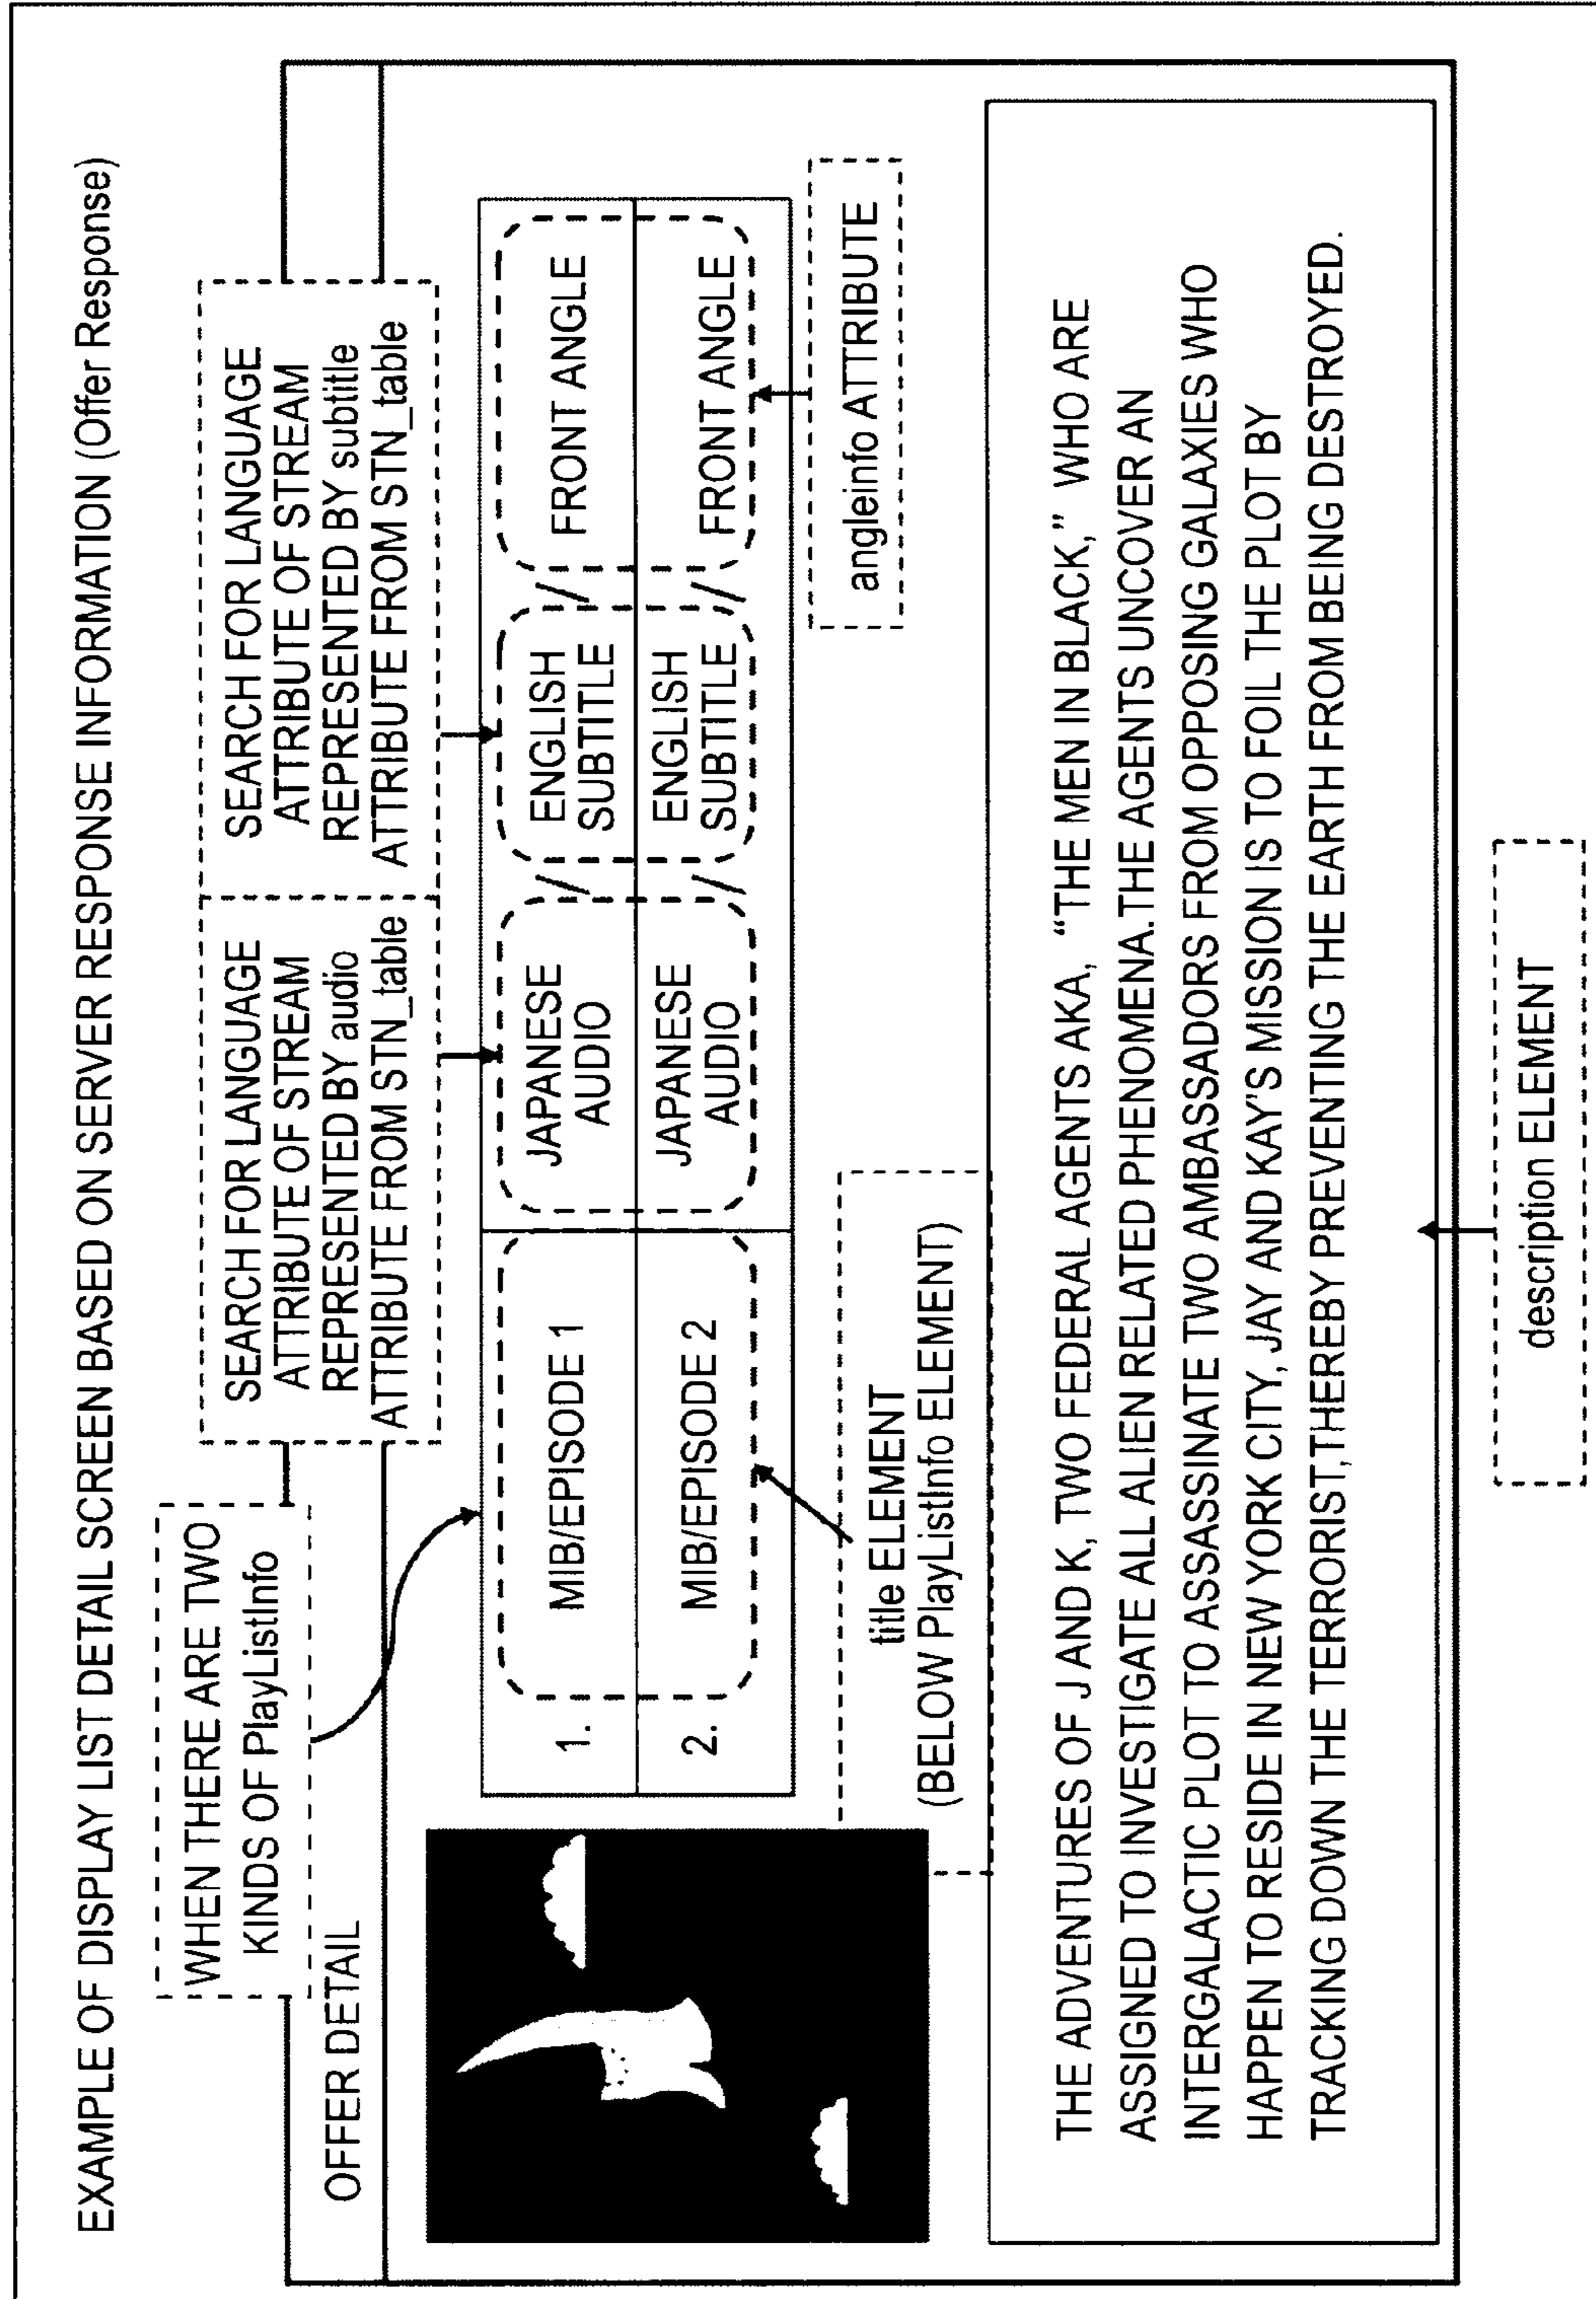 EXAMPLE OF DISPLAY LIST DETAIL SCREEN BASED ON SERVER RESPONSE INFORMATION (Offer Response)
WHEN THERE ARE TWO
KINDS OF PlayListInfo
SEARCH FOR LANGUAGE
ATTRIBUTE OF STREAM
REPRESENTED BY audio
ATTRIBUTE FROM STN_table
SEARCH FOR LANGUAGE
ATTRIBUTE OF STREAM
REPRESENTED BY subtitle
ATTRIBUTE FROM STN_table
OFFER DETAIL
1. MIB/EPISODE 1 JAPANESE AUDIO / ENGLISH SUBTITLE / FRONT ANGLE
2. MIB/EPISODE 2 JAPANESE AUDIO / ENGLISH SUBTITLE / FRONT ANGLE
title ELEMENT
(BELOW PlayListInfo ELEMENT)
angleinfo ATTRIBUTE
THE ADVENTURES OF J AND K, TWO FEDERAL AGENTS AKA, “THE MEN IN BLACK,” WHO ARE
ASSIGNED TO INVESTIGATE ALL ALIEN RELATED PHENOMENA.THE AGENTS UNCOVER AN
INTERGALACTIC PLOT TO ASSASSINATE TWO AMBASSADORS FROM OPPOSING GALAXIES WHO
HAPPEN TO RESIDE IN NEW YORK CITY, JAY AND KAY'S MISSION IS TO FOIL THE PLOT BY
TRACKING DOWN THE TERRORIST,THEREBY PREVENTING THE EARTH FROM BEING DESTROYED.
description ELEMENT